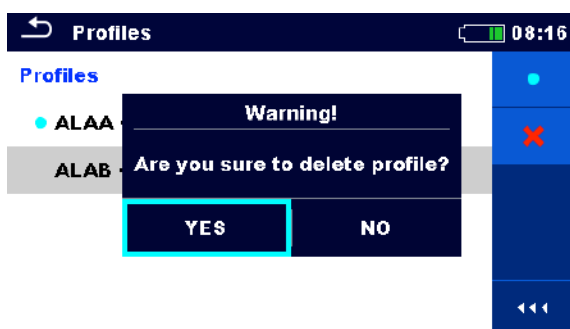 Profiles 08:16
Profiles
ALAA
Warning!
Are you sure to delete profile?
ALAB
YES NO